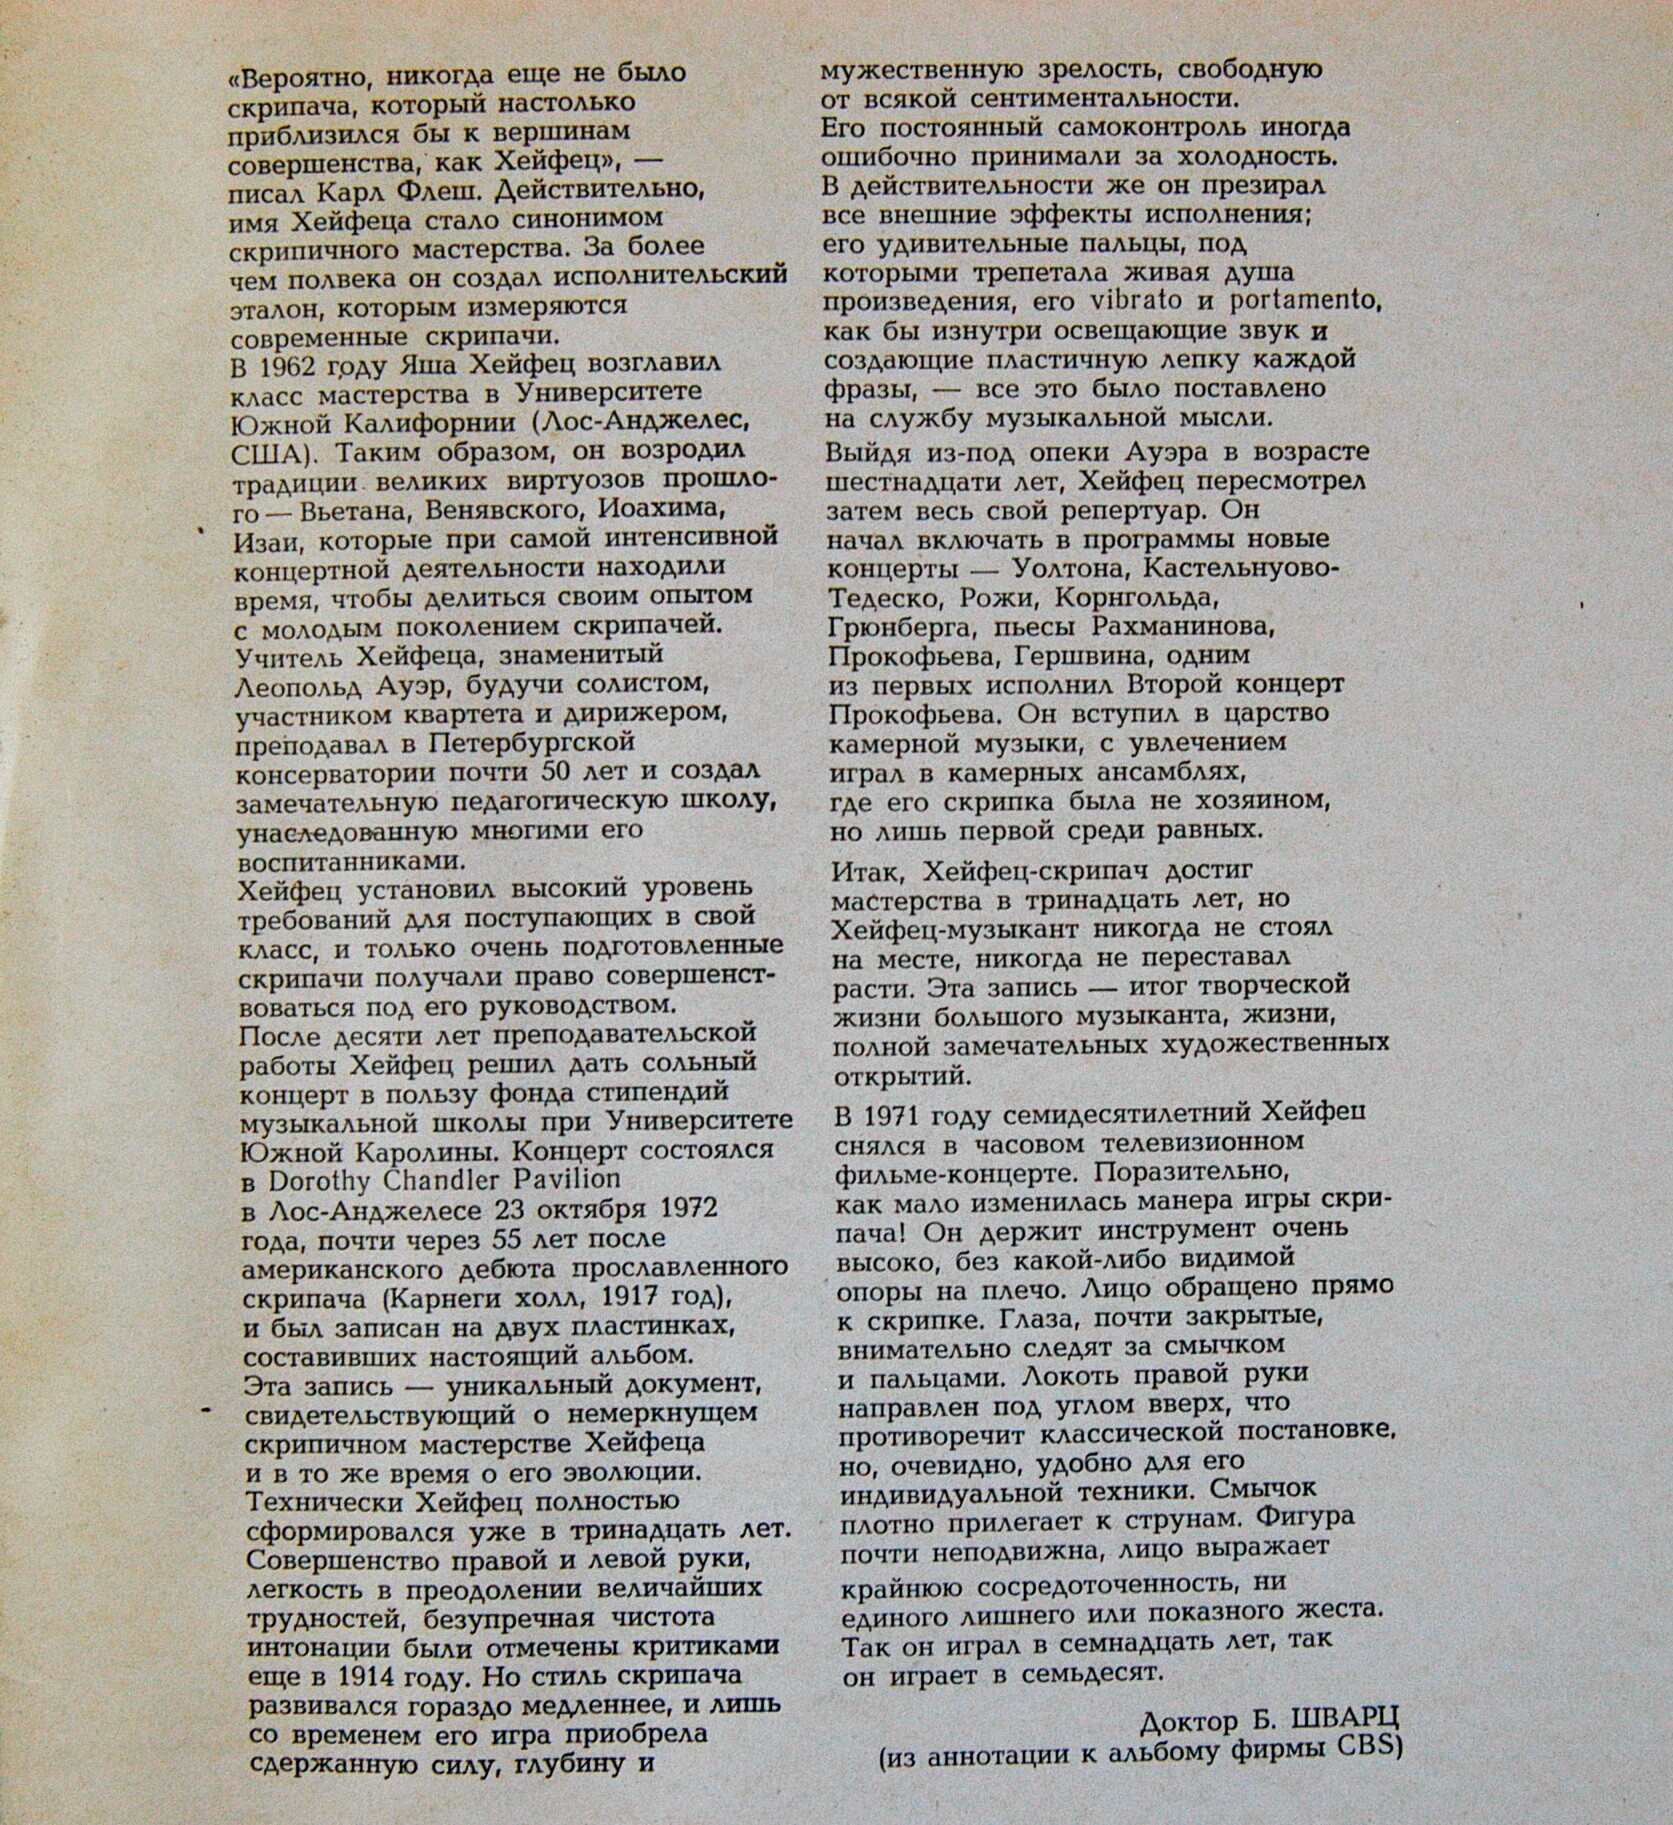 «Вероятно, никогда еще не было
скрипача, который настолько
приблизился бы к вершинам
совершенства, как Хейфец», —
писал Карл Флеш. Действительно,
имя Хейфеца стало синонимом
скрипичного мастерства. За более
чем полвека он создал исполнительский
эталон, которым измеряются
современные скрипачи.
В 1962 году Яша Хейфец возглавил
класс мастерства в Университете
Южной Калифорнии (Лос-Анджелес,
США). Таким образом, он возродил
традиции великих виртуозов прошло-
го — Вьетана, Венявского, Иоахима,
Изаи, которые при самой интенсивной
концертной деятельности находили
время, чтобы делиться своим опытом
с молодым поколением скрипачей.
Учитель Хейфеца, знаменитый
Леопольд Ауэр, будучи солистом,
участником квартета и дирижером,
преподавал в Петербургской
консерватории почти 50 лет и создал
замечательную педагогическую школу,
унаследованную многими его
воспитанниками.
Хейфец установил высокий уровень
требований для поступающих в свой
класс, и только очень подготовленные
скрипачи получали право совершенст-
воваться под его руководством.
После десяти лет преподавательской
работы Хейфец решил дать сольный
концерт в пользу фонда стипендий
музыкальной школы при Университете
Южной Каролины. Концерт состоялся
в Dorothy Chandler Pavilion
в Лос-Анджелесе 23 октября 1972
года, почти через 55 лет после
американского дебюта прославленного
скрипача (Карнеги холл, 1917 год),
и был записан на двух пластинках,
составивших настоящий альбом.
Эта запись — уникальный документ,
свидетельствующий о немеркнущем
скрипичном мастерстве Хейфеца
и в то же время о его эволюции.
Технически Хейфец полностью
сформировался уже в тринадцать лет.
Совершенство правой и левой руки,
легкость в преодолении величайших
трудностей, безупречная чистота
интонации были отмечены критиками
еще в 1914 году. Но стиль скрипача
развивался гораздо медленнее, и лишь
со временем его игра приобрела
сдержанную силу, глубину и
мужественную зрелость, свободную
от всякой сентиментальности.
Его постоянный самоконтроль иногда
ошибочно принимали за холодность.
В действительности же он презирал
все внешние эффекты исполнения;
его удивительные пальцы, под
которыми трепетала живая душа
произведения, его vibrato и portamento,
как бы изнутри освещающие звук и
создающие пластичную лепку каждой
фразы, — все это было поставлено
на службу музыкальной мысли.
Выйдя из-под опеки Ауэра в возрасте
шестнадцати лет, Хейфец пересмотрел
затем весь свой репертуар. Он
начал включать в программы новые
концерты — Уолтона, Кастельнуово-
Тедеско, Рожи, Корнгольда,
Грюнберга, пьесы Рахманинова,
Прокофьева, Гершвина, одним
из первых исполнил Второй концерт
Прокофьева. Он вступил в царство
камерной музыки, с увлечением
играл в камерных ансамблях,
где его скрипка была не хозяином,
но лишь первой среди равных.
Итак, Хейфец-скрипач достиг
мастерства в тринадцать лет, но
Хейфец-музыкант никогда не стоял
на месте, никогда не переставал
расти. Эта запись — итог творческой
жизни большого музыканта, жизни,
полной замечательных художественных
открытий.
В 1971 году семидесятилетний Хейфец
снялся в часовом телевизионном
фильме-концерте. Поразительно,
как мало изменилась манера игры скри-
пача! Он держит инструмент очень
высоко, без какой-либо видимой
опоры на плечо. Лицо обращено прямо
к скрипке. Глаза, почти закрытые,
внимательно следят за смычком
и пальцами. Локоть правой руки
направлен под углом вверх, что
противоречит классической постановке,
но, очевидно, удобно для его
индивидуальной техники. Смычок
плотно прилегает к струнам. Фигура
почти неподвижна, лицо выражает
крайнюю сосредоточенность, ни
единого лишнего или показного жеста.
Так он играл в семнадцать лет, так
он играет в семьдесят.
Доктор Б. ШВАРЦ
(из аннотации к альбому фирмы CBS)